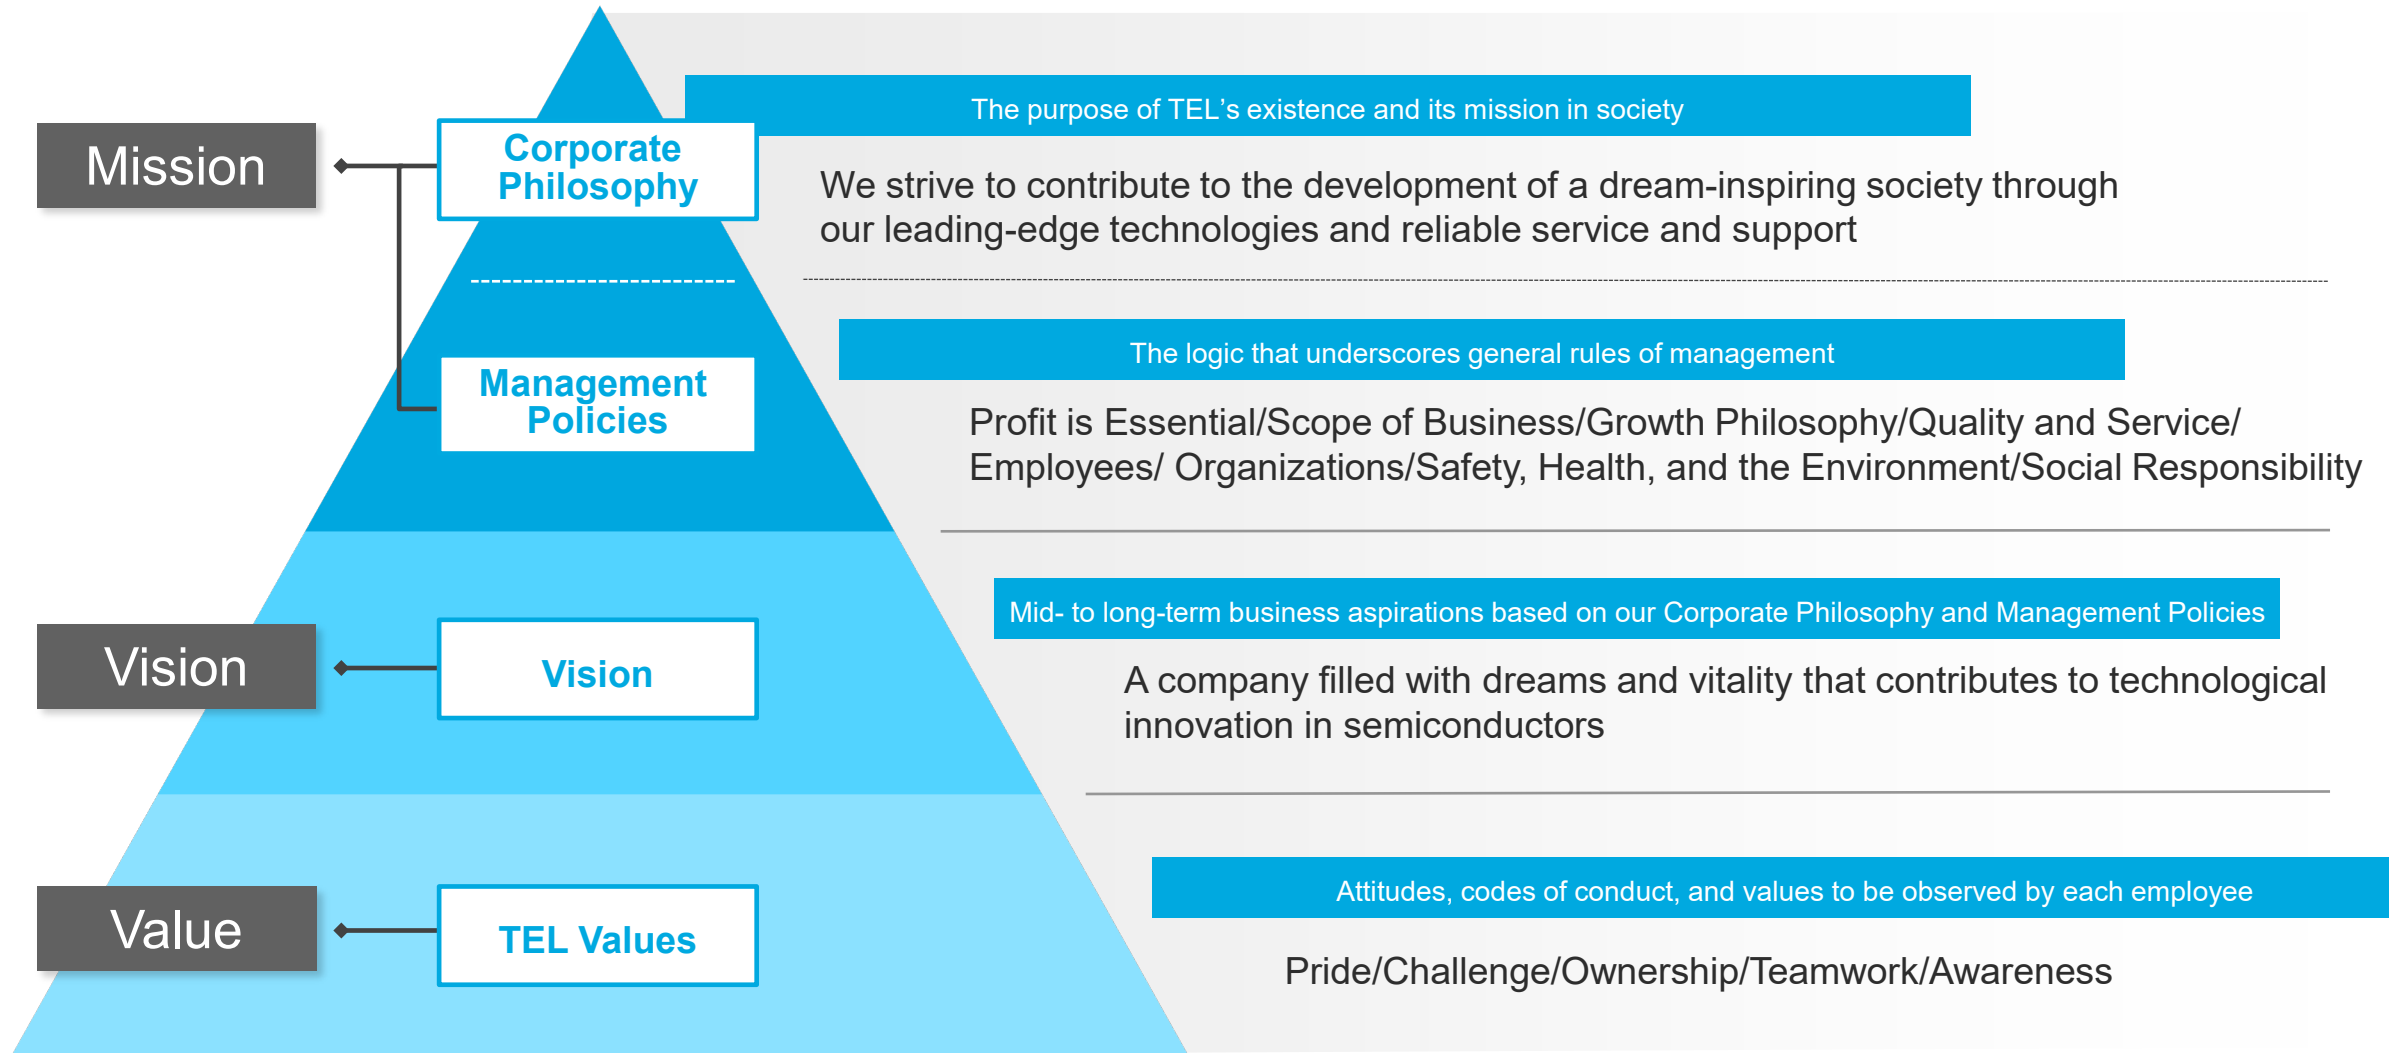 The purpose of TEL’s existence and its mission in society
Mission
Corporate
Philosophy
We strive to contribute to the development of a dream-inspiring society through
our leading-edge technologies and reliable service and support
The logic that underscores general rules of management
Management
Policies
Profit is Essential/Scope of Business/Growth Philosophy/Quality and Service/
Employees/ Organizations/Safety, Health, and the Environment/Social Responsibility
Mid- to long-term business aspirations based on our Corporate Philosophy and Management Policies
Vision
Vision
A company filled with dreams and vitality that contributes to technological
innovation in semiconductors
Attitudes, codes of conduct, and values to be observed by each employee
Value
TEL Values
Pride/Challenge/Ownership/Teamwork/Awareness